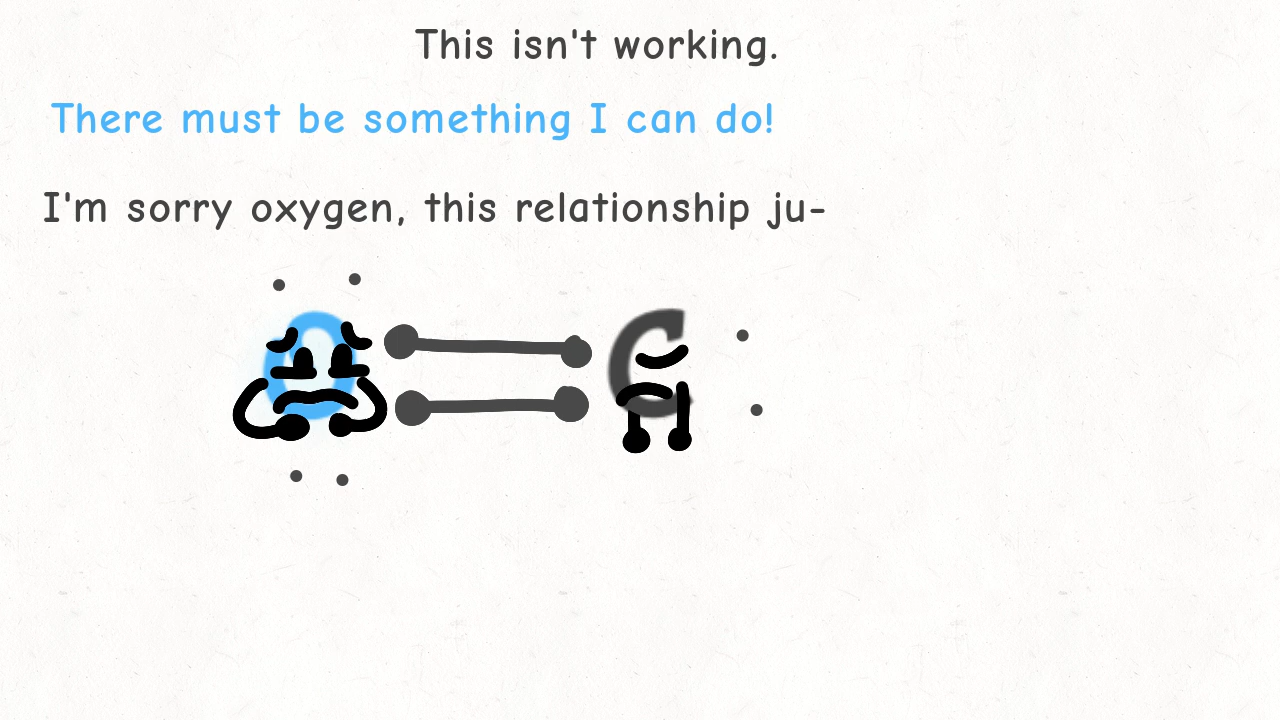 This isn't working.
There must be something I can do!
I'm sorry oxygen, this relationship ju-
O C